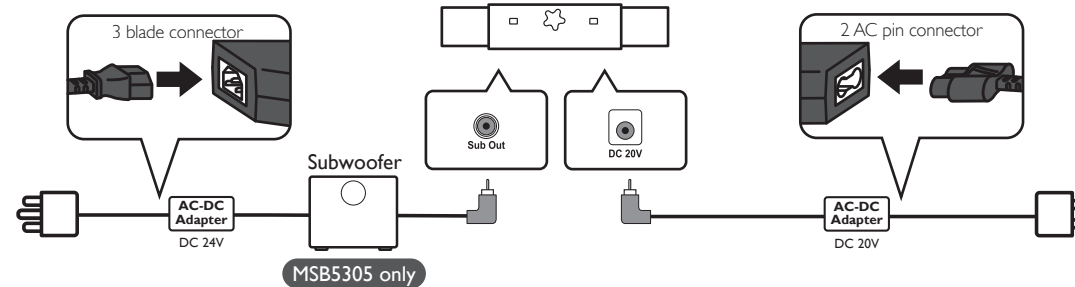 3 blade connector
2 AC pin connector
Sub Out
DC 20V
Subwoofer
AC-DC
Adapter
DC 24V
AC-DC
Adapter
DC 20V
MSB5305 only